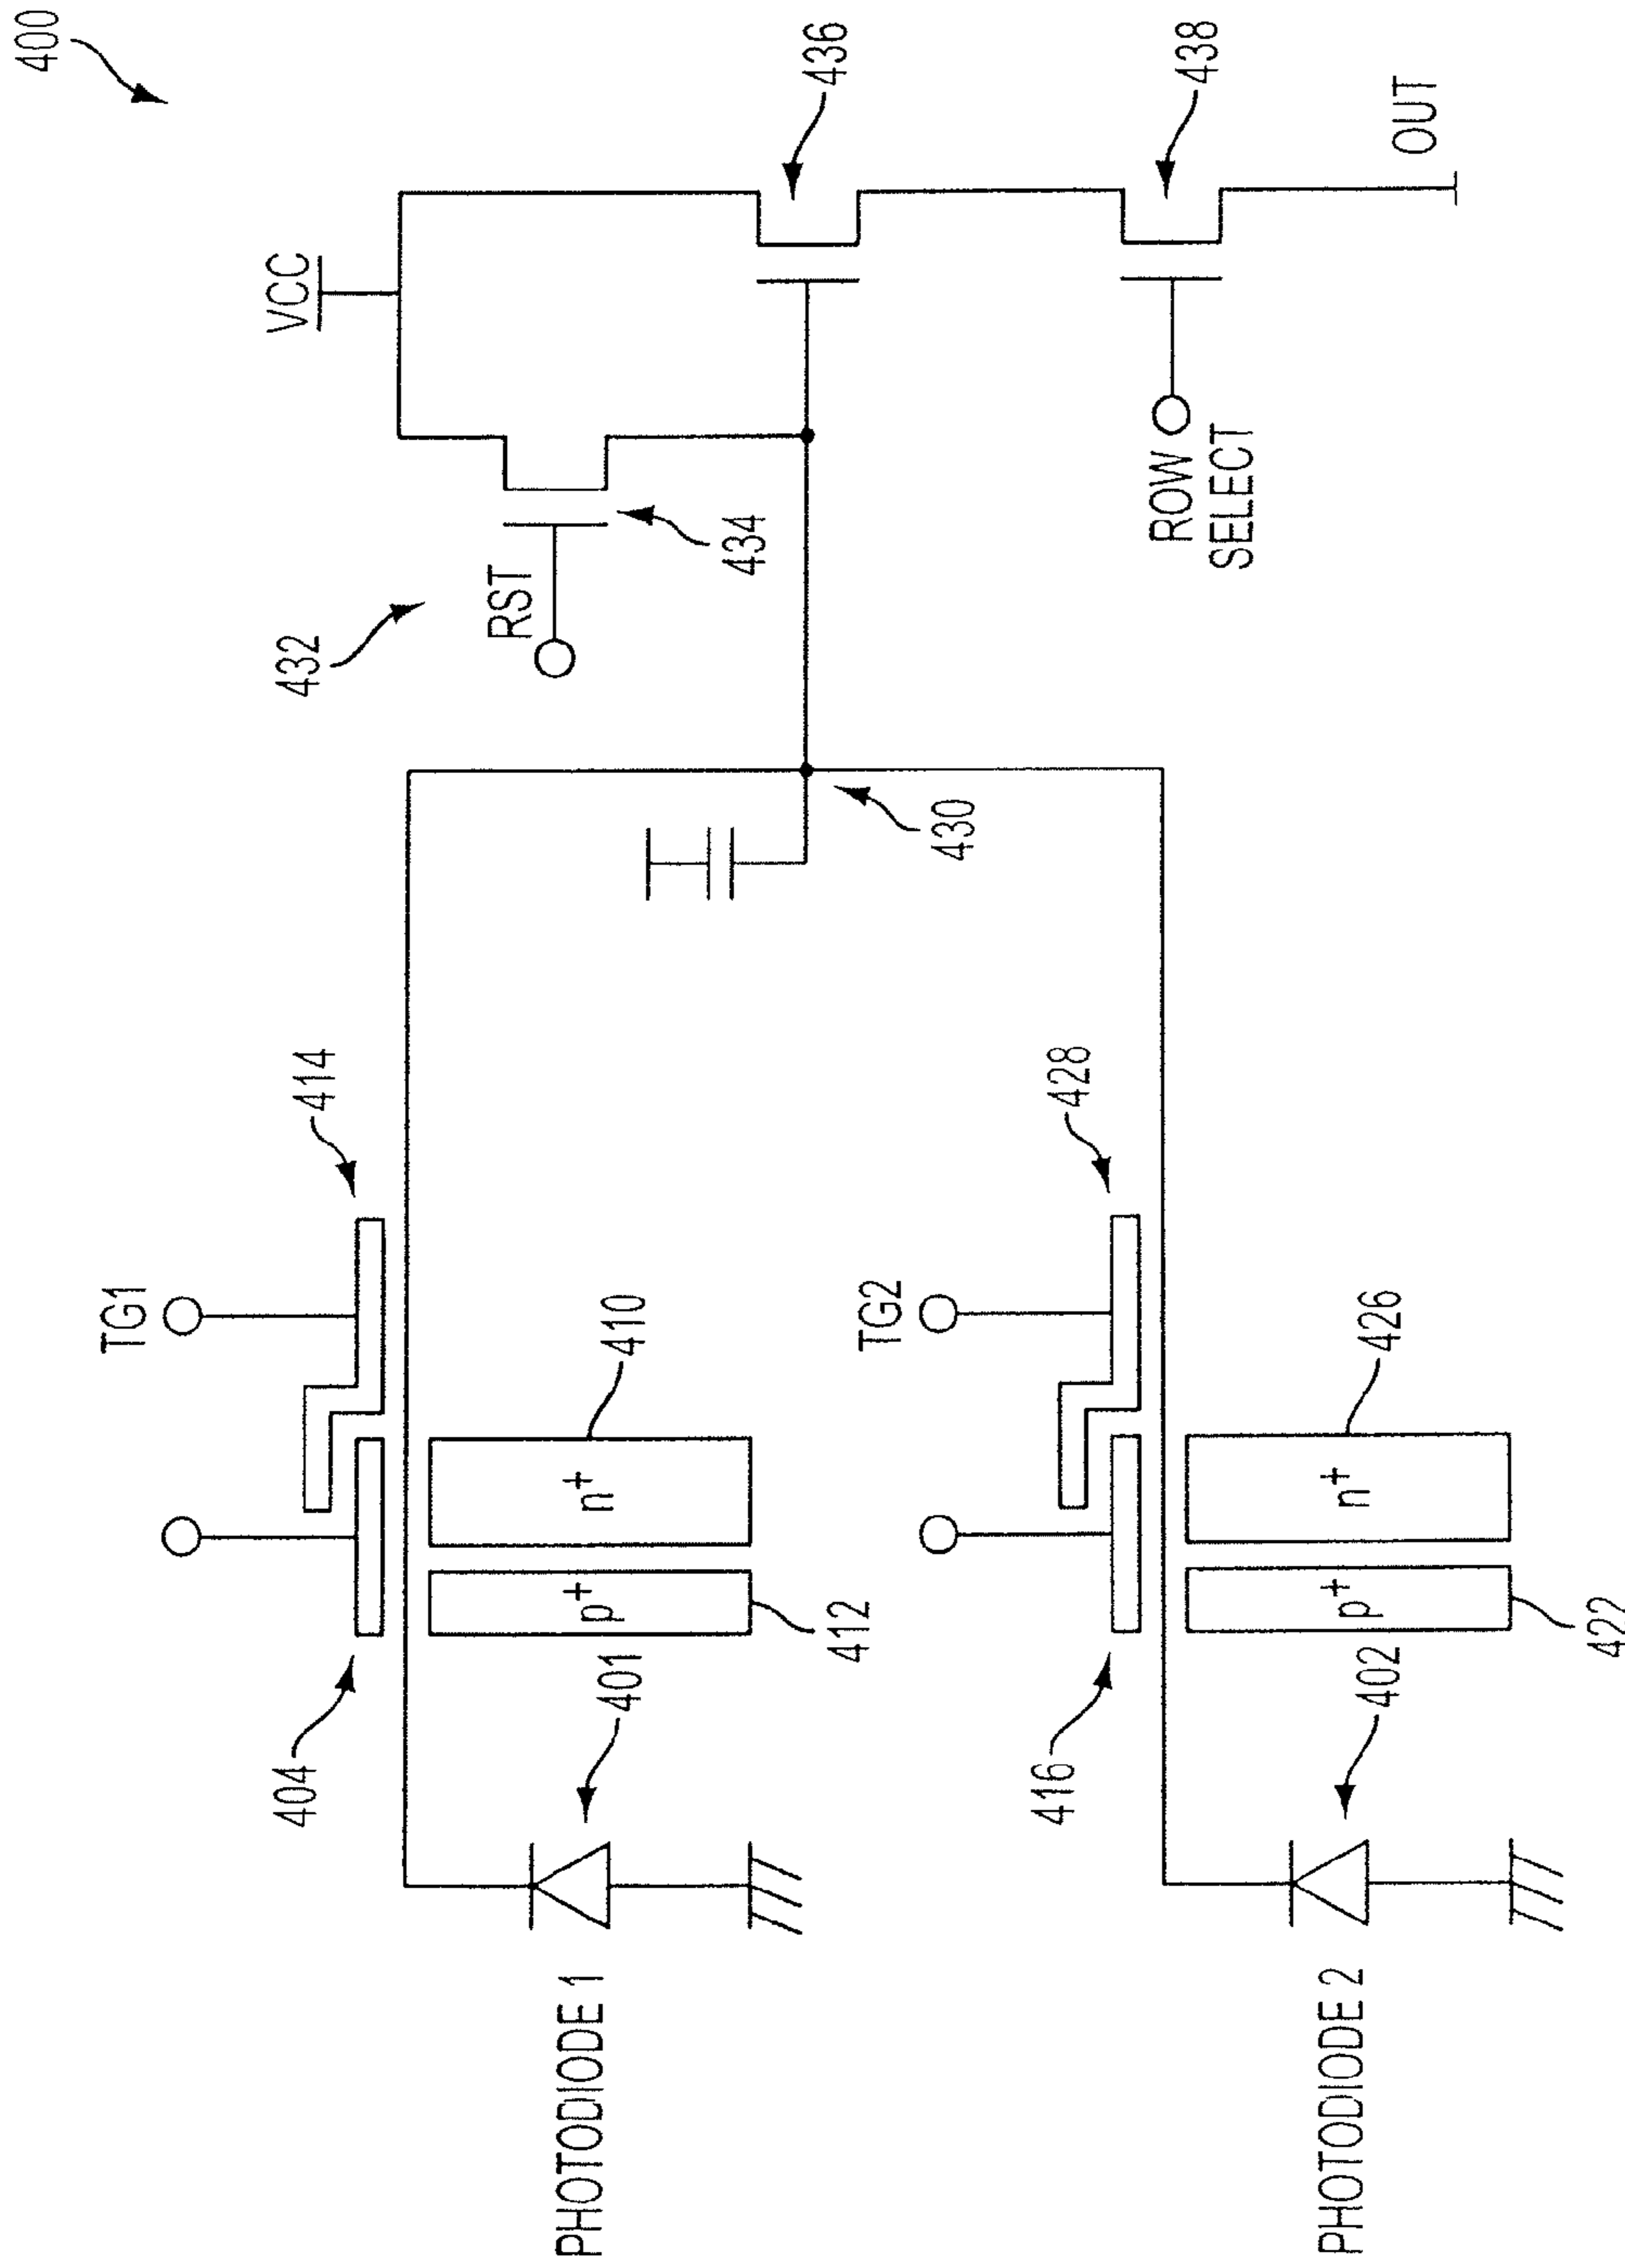 400
VCC
436
438
OUT
432
RST
434
ROW
SELECT
430
414
428
TG1
410
TG2
426
n+
p+
412
n+
p+
422
404
401
416
402
PHOTODIODE 1
PHOTODIODE 2